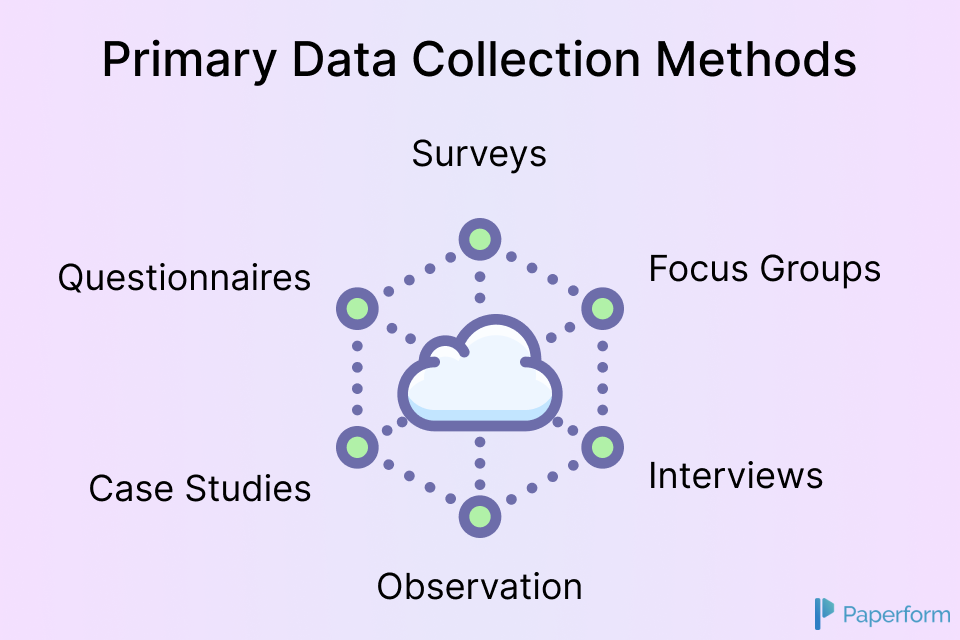 Primary Data Collection Methods
Surveys
Questionnaires
Focus Groups
Case Studies
Interviews
Observation
Paperform